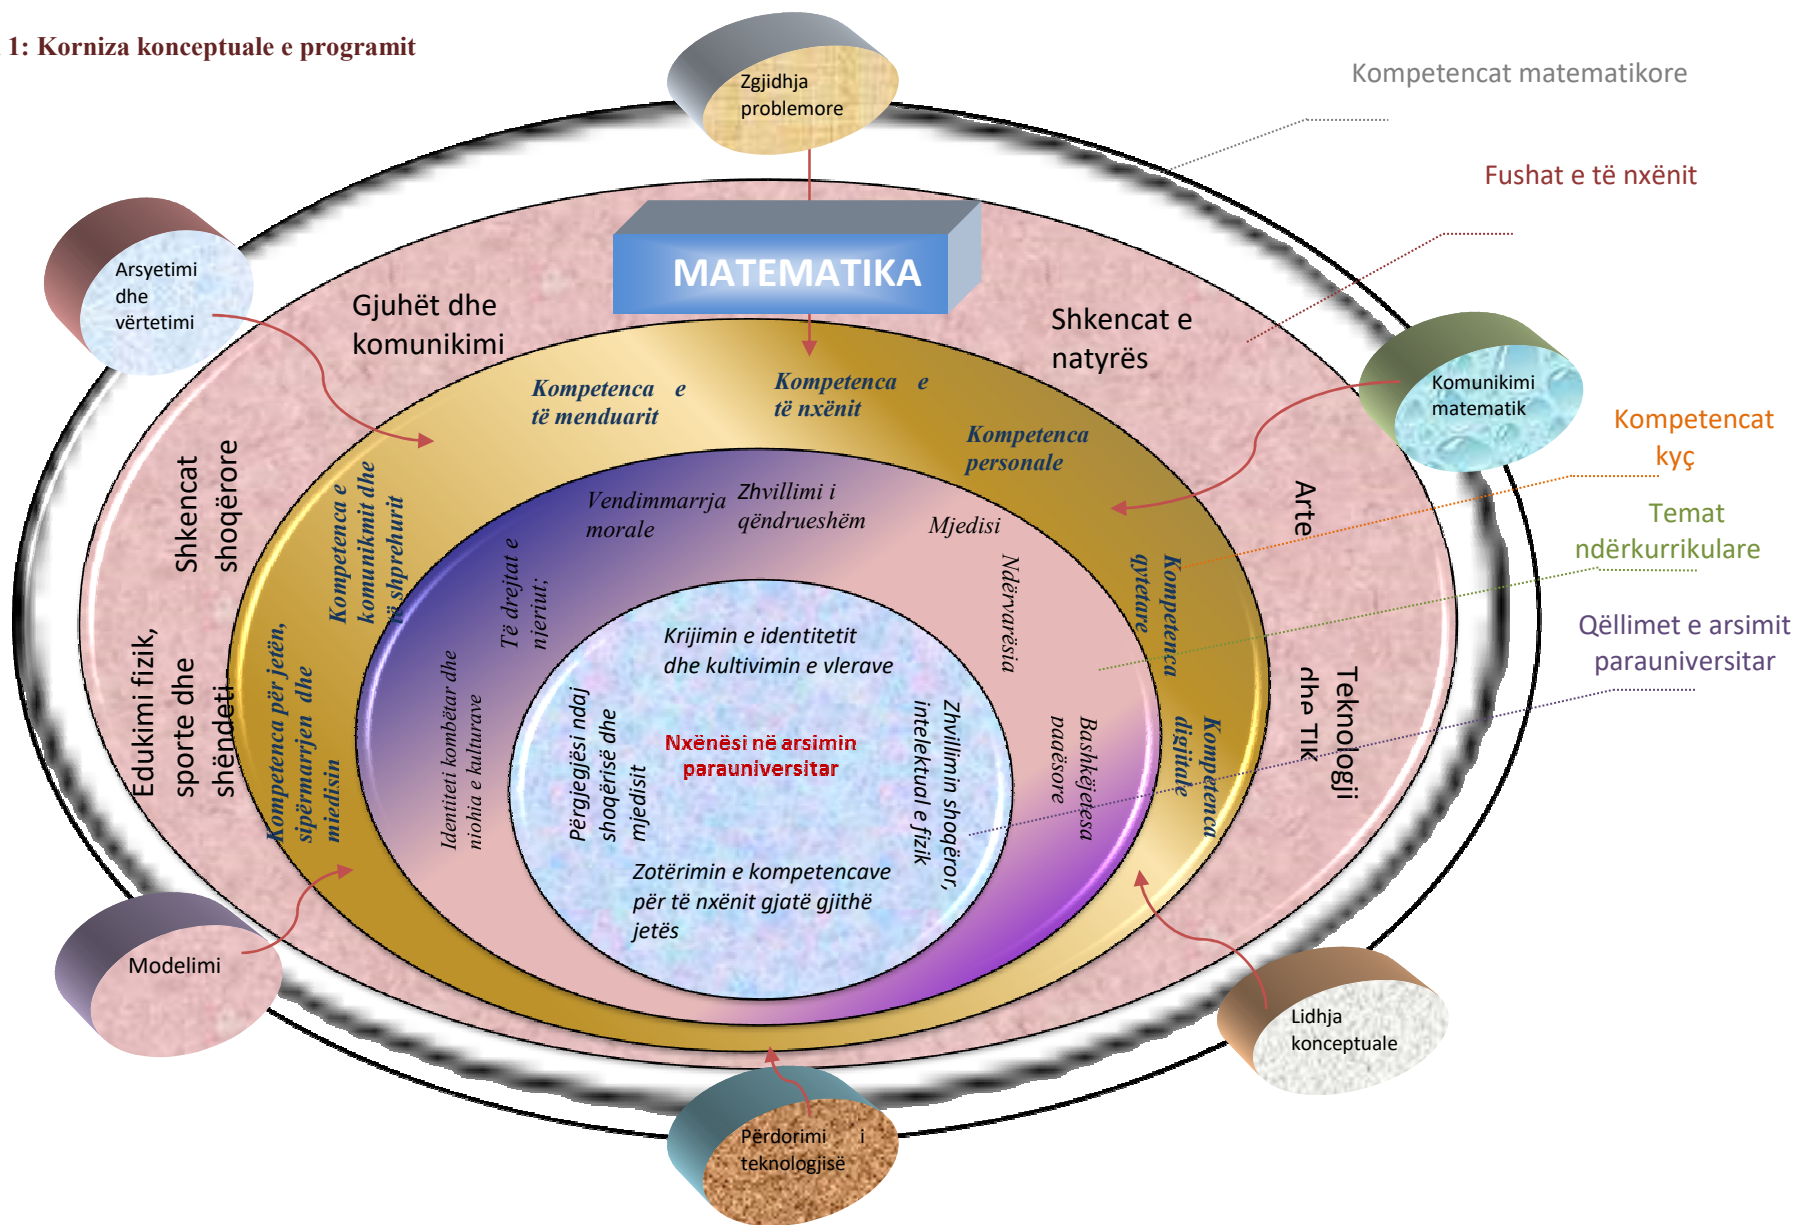 1: Korniza konceptuale e programit
Zgjidhja
problemore
Kompetencat matematikore
Fushat e të nxënit
Arsyetimi
dhe
vërtetimi
MATEMATIKA
Gjuhët dhe
komunikimi
Shkencat e
natyrës
Komunikimi
matematik
Kompetencat
kyç
Temat
ndërkurrikulare
Qëllimet e arsimit
parauniversitar
Kompetenca e
të menduarit
Kompetenca e
të nxënit
Kompetenca
personale
Shkencat
shoqërore
Arte
Kompetenca e
komunikmit dhe
të shprehurit
Vendimmarrja
morale
Zhvillimi i
qëndrueshëm
Mjedisi
Ndërvarësia
Kompetenca
qytetare
Të drejtat e
njeriut;
Edukimi fizik,
sporte dhe
shëndeti
Kompetenca për jetën,
sipërmarrjen dhe
mjedisin
Identiteti kombëtar dhe
njohja e kulturave
Krijimin e identitetit
dhe kultivimin e vlerave
Përgjegjësi ndaj
shoqërisë dhe
mjedisit
Nxënësi në arsimin
parauniversitar
Zhvillimin shoqëror,
intelektual e fizik
Bashkëjetesa
paqësore
Kompetenca
digjitale
Teknologji
dhe TIK
Zotërimin e kompetencave
për të nxënit gjatë gjithë
jetës
Modelimi
Lidhja
konceptuale
Përdorimi i
teknologjisë